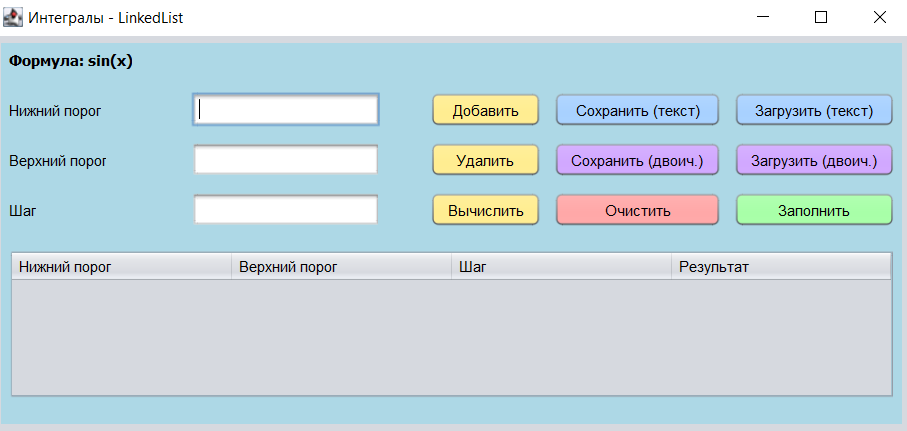 Интегралы - LinkedList
Формула: sin(x)
Нижний порог Добавить Сохранить (текст) Загрузить (текст)
Верхний порог Удалить Сохранить (двоич.) Загрузить (двоич.)
Шаг Вычислить Очистить Заполнить
Нижний порог Верхний порог Шаг Результат